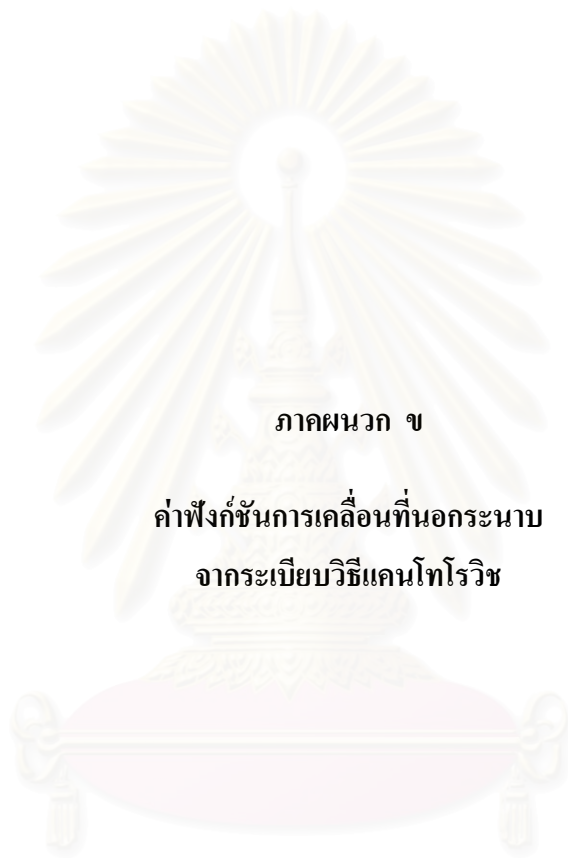 ภาคผนวก ข
ค่าฟังก์ชันการเคลื่อนที่นอกระนาบ
จากระเบียบวิธีแคนโทโรวิช